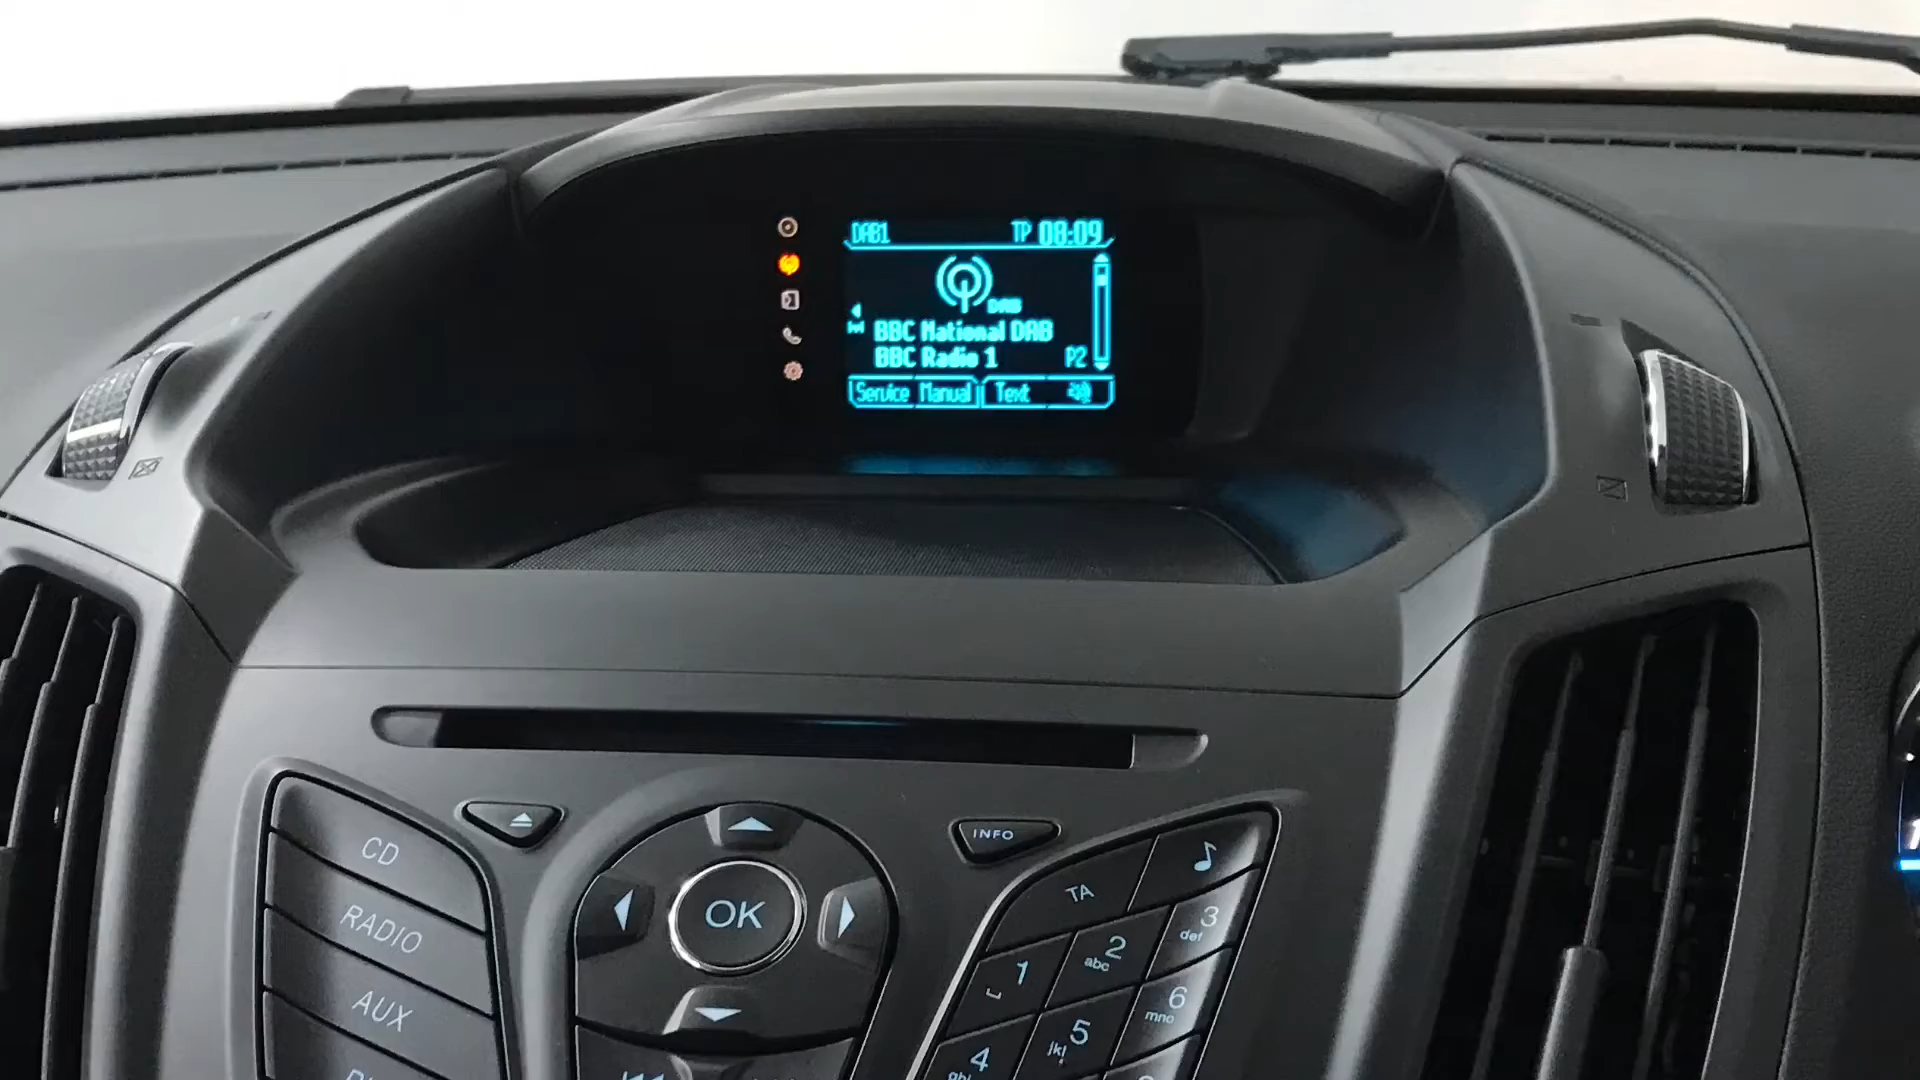 DAB1 TP 08:09
DAB
BBC National DAB
BBC Radio 1 P2
Service Manual Text
CD
RADIO
AUX
OK
INFO
TA
1
2 abc
3 def
4 ghi
5 jkl
6 mno